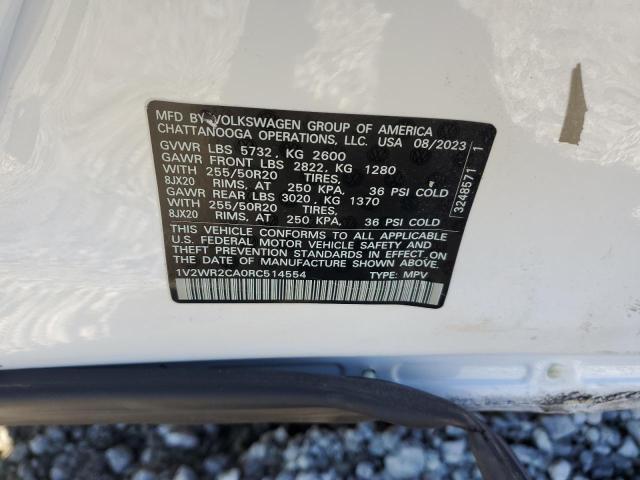 MFD BY VOLKSWAGEN GROUP OF AMERICA
CHATTANOOGA OPERATIONS, LLC. USA 08/2023
GVWR LBS 5732, KG 2600
GAWR FRONT LBS 2822, KG 1280
WITH 255/50R20 TIRES,
8JX20 RIMS, AT 250 KPA, 36 PSI COLD
GAWR REAR LBS 3020, KG 1370
WITH 255/50R20 TIRES,
8JX20 RIMS, AT 250 KPA, 36 PSI COLD
THIS VEHICLE CONFORMS TO ALL APPLICABLE
U.S. FEDERAL MOTOR VEHICLE SAFETY AND
THEFT PREVENTION STANDARDS IN EFFECT ON
THE DATE OF MANUFACTURE SHOWN ABOVE
1V2WR2CA0RC514554 TYPE: MPV
3248571 1